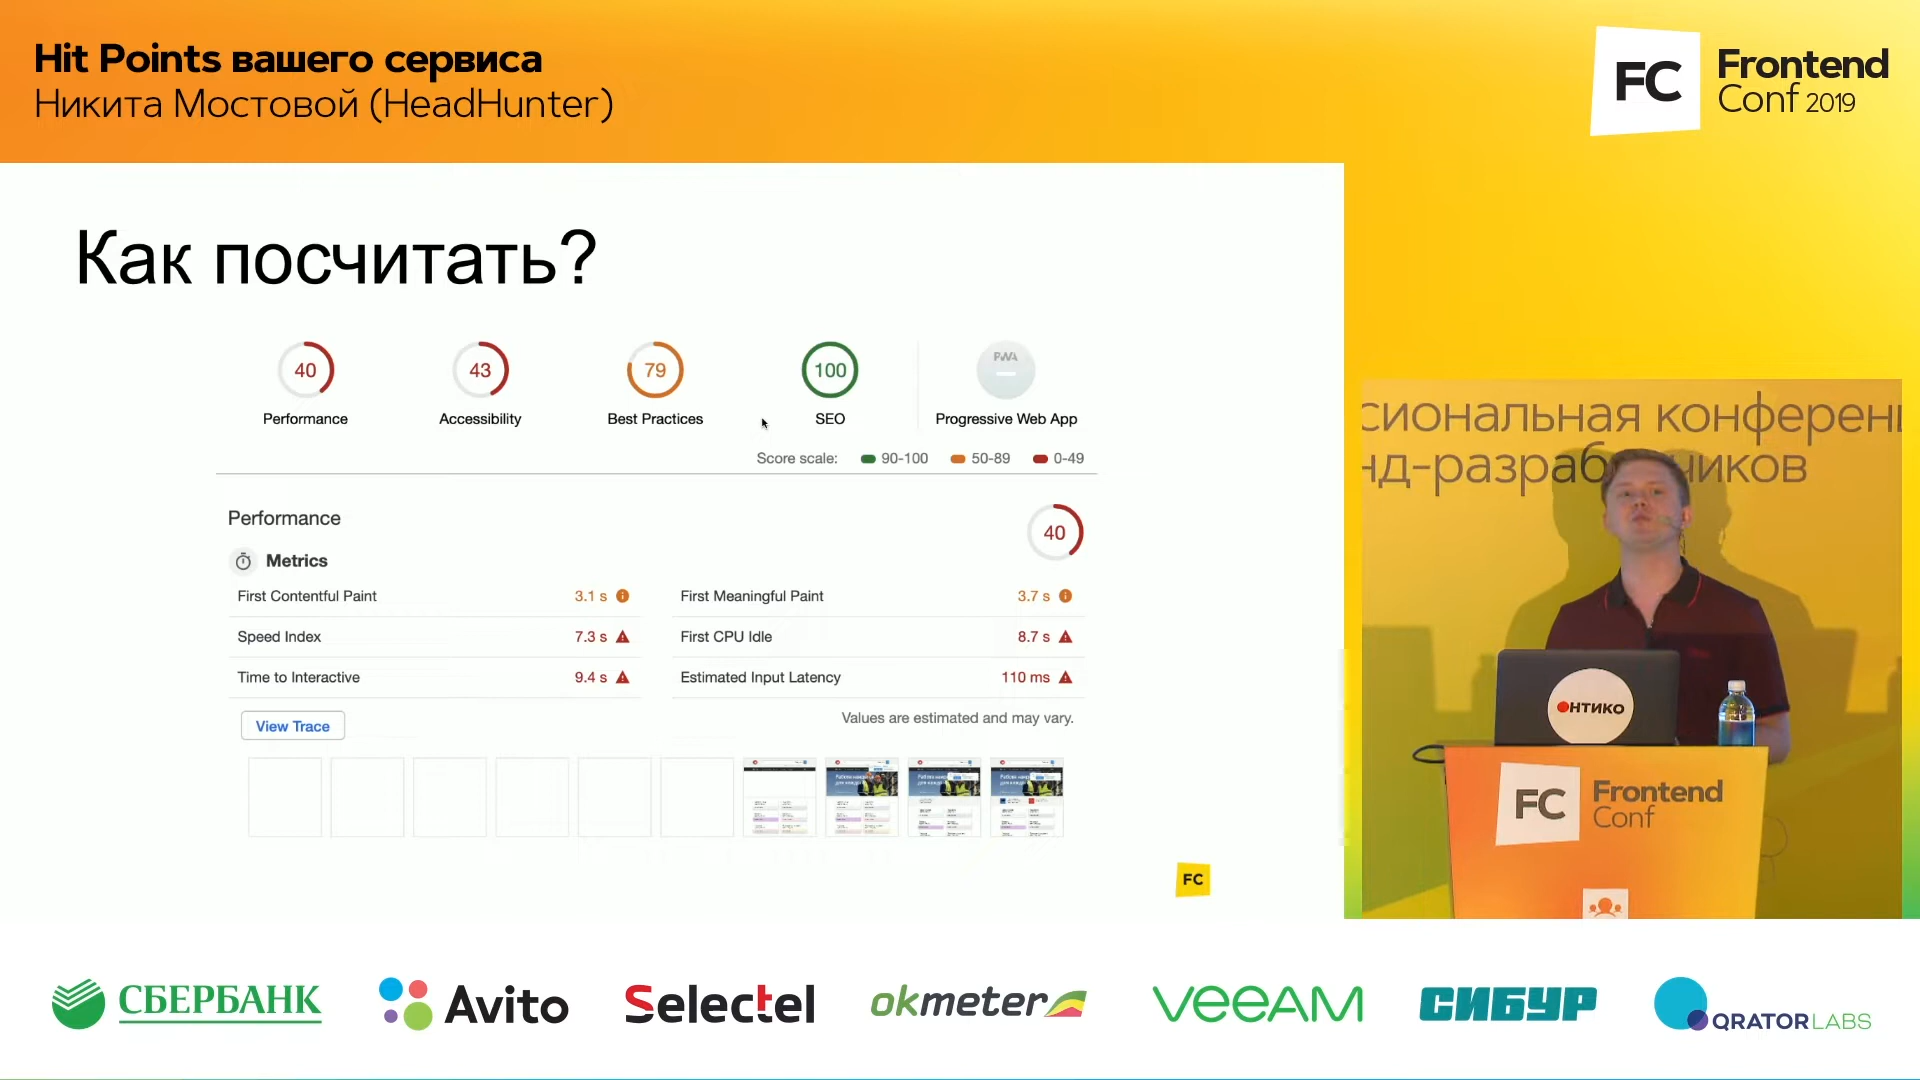 Hit Points вашего сервиса
Никита Мостовой (HeadHunter)
FC
Frontend
Conf 2019
Как посчитать?
40
43
79
100
PWA
Performance
Accessibility
Best Practices
SEO
Progressive Web App
Score scale:
90-100
50-89
0-49
Performance
40
Metrics
First Contentful Paint
3.1 s
First Meaningful Paint
3.7 s
Speed Index
7.3 s
First CPU Idle
8.7 s
Time to Interactive
9.4 s
Estimated Input Latency
110 ms
View Trace
Values are estimated and may vary.
FC
сиональная конферен
нд-разраб чиков
ОНТИКО
FC
Frontend
Conf
СБЕРБАНК
Avito
Selectel
okmeter
veeam
СИБУР
QRATOR LABS